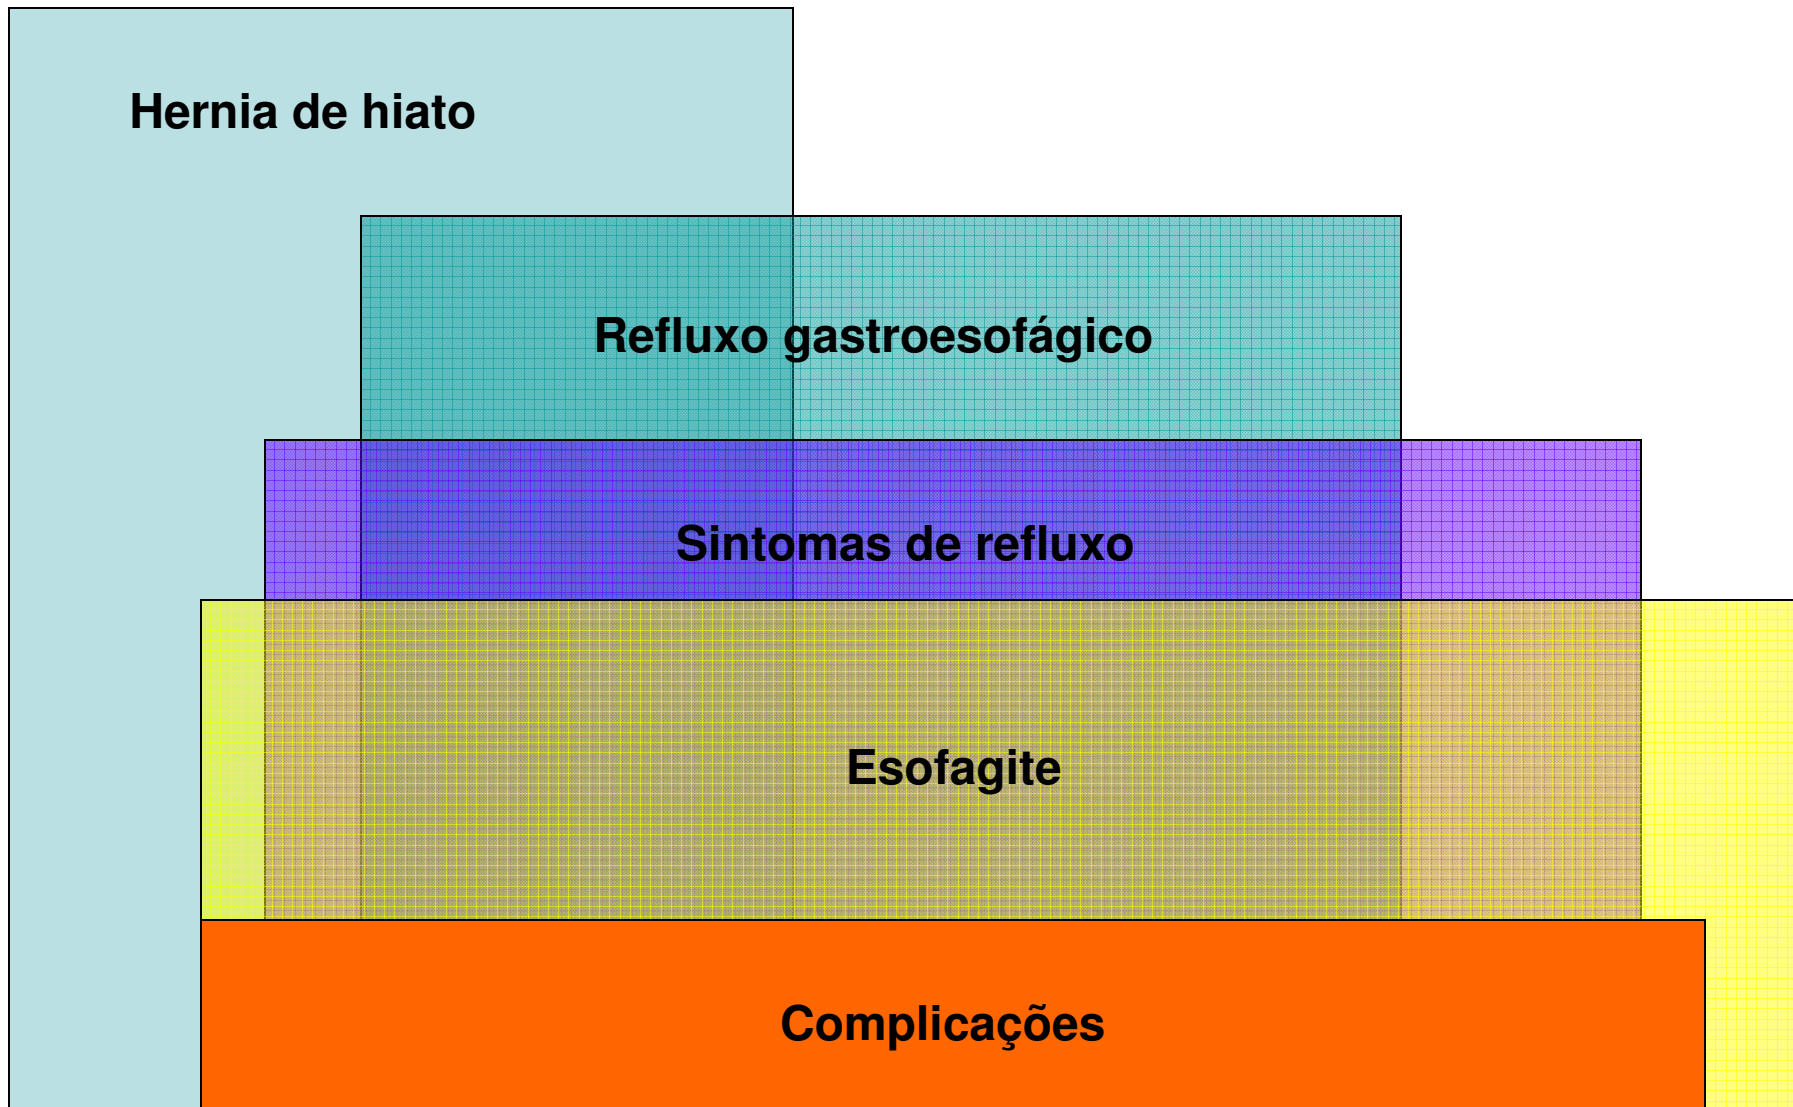 Hernia de hiato
Refluxo gastroesofágico
Sintomas de refluxo
Esofagite
Complicações